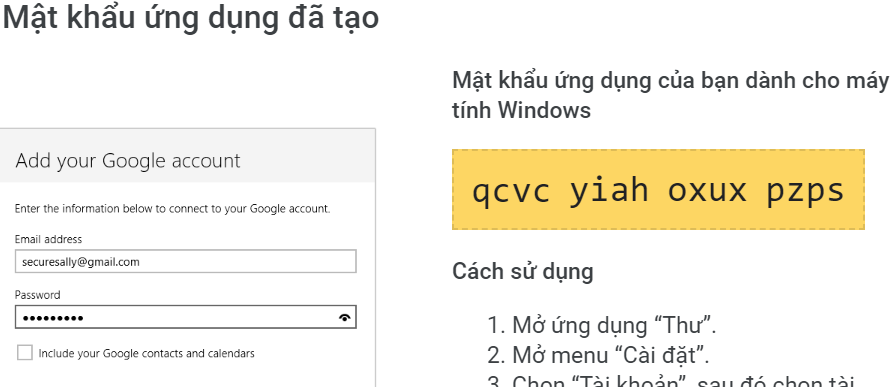 Mật khẩu ứng dụng đã tạo
Add your Google account
Enter the information below to connect to your Google account.
Email address
securesally@gmail.com
Password
•••••••••
Include your Google contacts and calendars
Mật khẩu ứng dụng của bạn dành cho máy
tính Windows
qcvc yiah oxux pzps
Cách sử dụng
1. Mở ứng dụng “Thư”.
2. Mở menu “Cài đặt”.
3. Chọn “Tài khoản”, sau đó chọn tài